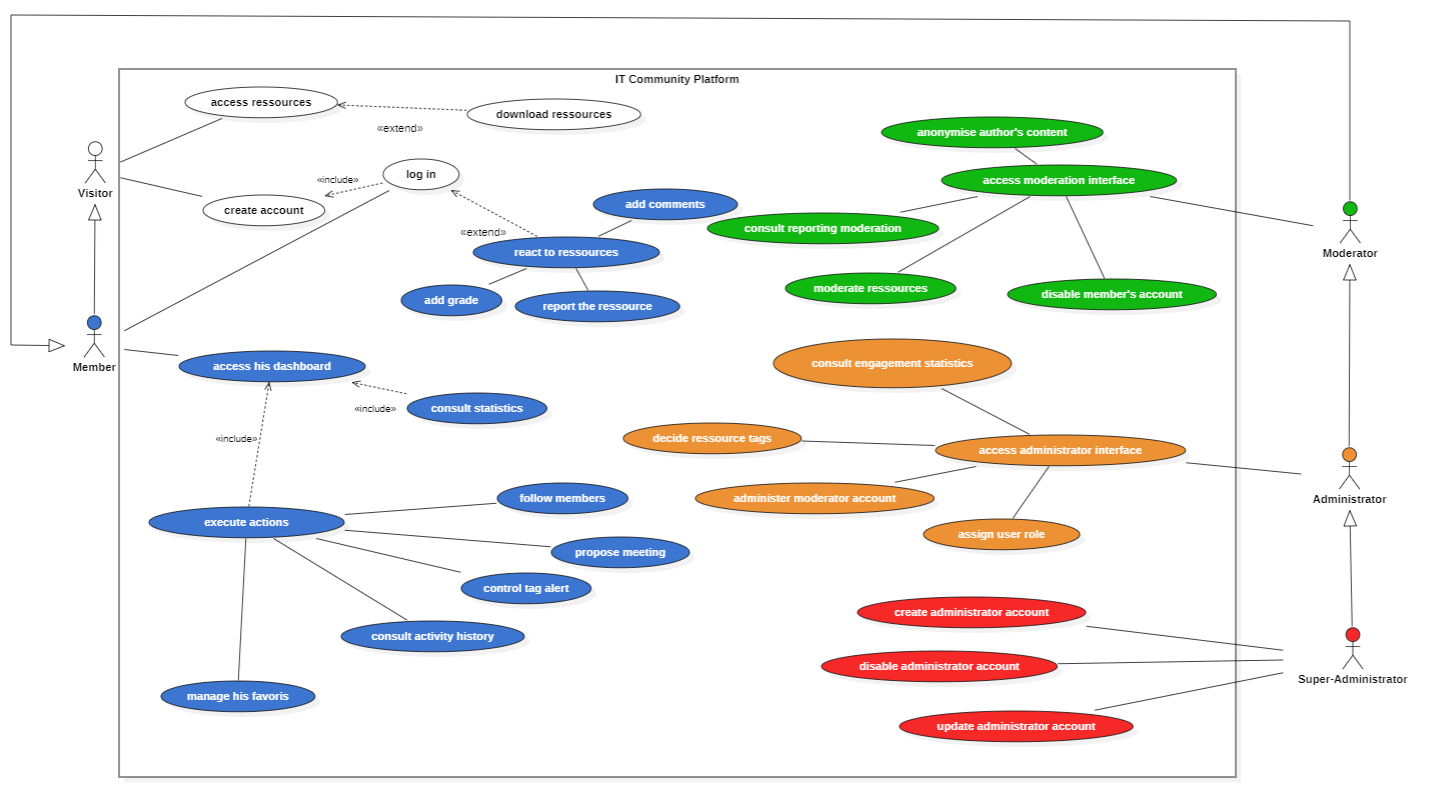 IT Community Platform
access ressources
download ressources
«extend»
anonymise author's content
Visitor
log in
«include»
access moderation interface
create account
add comments
«extend»
consult reporting moderation
react to ressources
Moderator
add grade
report the ressource
moderate ressources
disable member's account
Member
access his dashboard
consult engagement statistics
«include»
consult statistics
«include»
decide ressource tags
access administrator interface
follow members
administer moderator account
Administrator
execute actions
assign user role
propose meeting
control tag alert
create administrator account
consult activity history
disable administrator account
Super-Administrator
manage his favoris
update administrator account